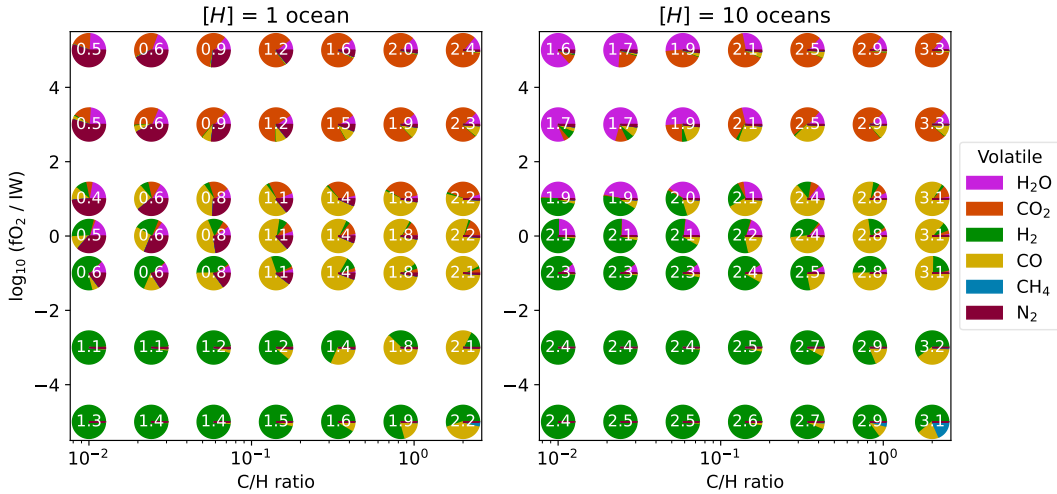 [H] = 1 ocean
[H] = 10 oceans
0.5 0.6 0.9 1.2 1.6 2.0 2.4
1.6 1.7 1.9 2.1 2.5 2.9 3.3
4
0.5 0.6 0.9 1.2 1.5 1.9 2.3
1.7 1.7 1.9 2.1 2.5 2.9 3.3
2
0.4 0.6 0.8 1.1 1.4 1.8 2.2
1.9 1.9 2.0 2.1 2.4 2.8 3.1
0
0.5 0.6 0.8 1.1 1.4 1.8 2.2
2.1 2.1 2.1 2.2 2.4 2.8 3.1
0.6 0.6 0.8 1.1 1.4 1.8 2.1
2.3 2.3 2.3 2.4 2.5 2.8 3.1
−2
1.1 1.1 1.2 1.2 1.4 1.8 2.1
2.4 2.4 2.4 2.5 2.7 2.9 3.2
−4
1.3 1.4 1.4 1.5 1.6 1.9 2.2
2.4 2.5 2.5 2.6 2.7 2.9 3.1
log₁₀ (fO₂ / IW)
10⁻² 10⁻¹ 10⁰
10⁻² 10⁻¹ 10⁰
C/H ratio
C/H ratio
Volatile
H₂O
CO₂
H₂
CO
CH₄
N₂